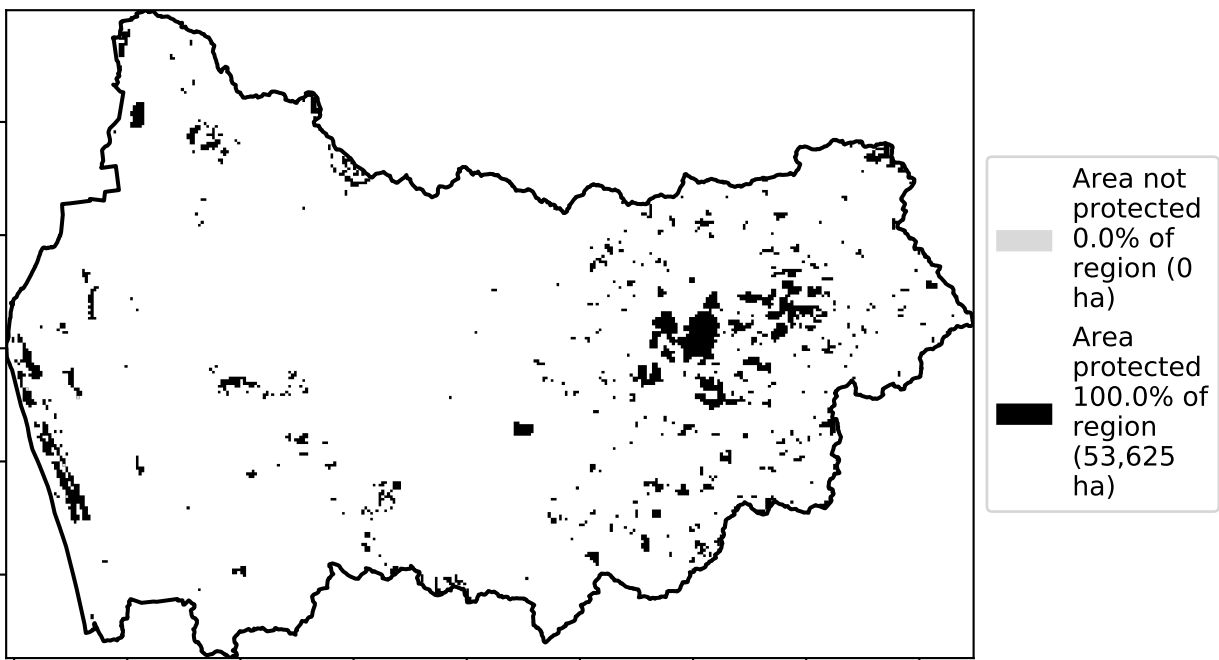 Area not
protected
0.0% of
region (0
ha)
Area
protected
100.0% of
region
(53,625
ha)